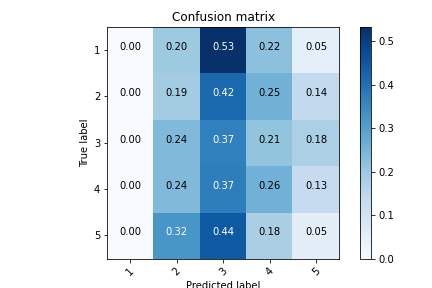 Confusion matrix
1 0.00 0.20 0.53 0.22 0.05
2 0.00 0.19 0.42 0.25 0.14
3 0.00 0.24 0.37 0.21 0.18
4 0.00 0.24 0.37 0.26 0.13
5 0.00 0.32 0.44 0.18 0.05
1 2 3 4 5
True label
Predicted label
0.5
0.4
0.3
0.2
0.1
0.0